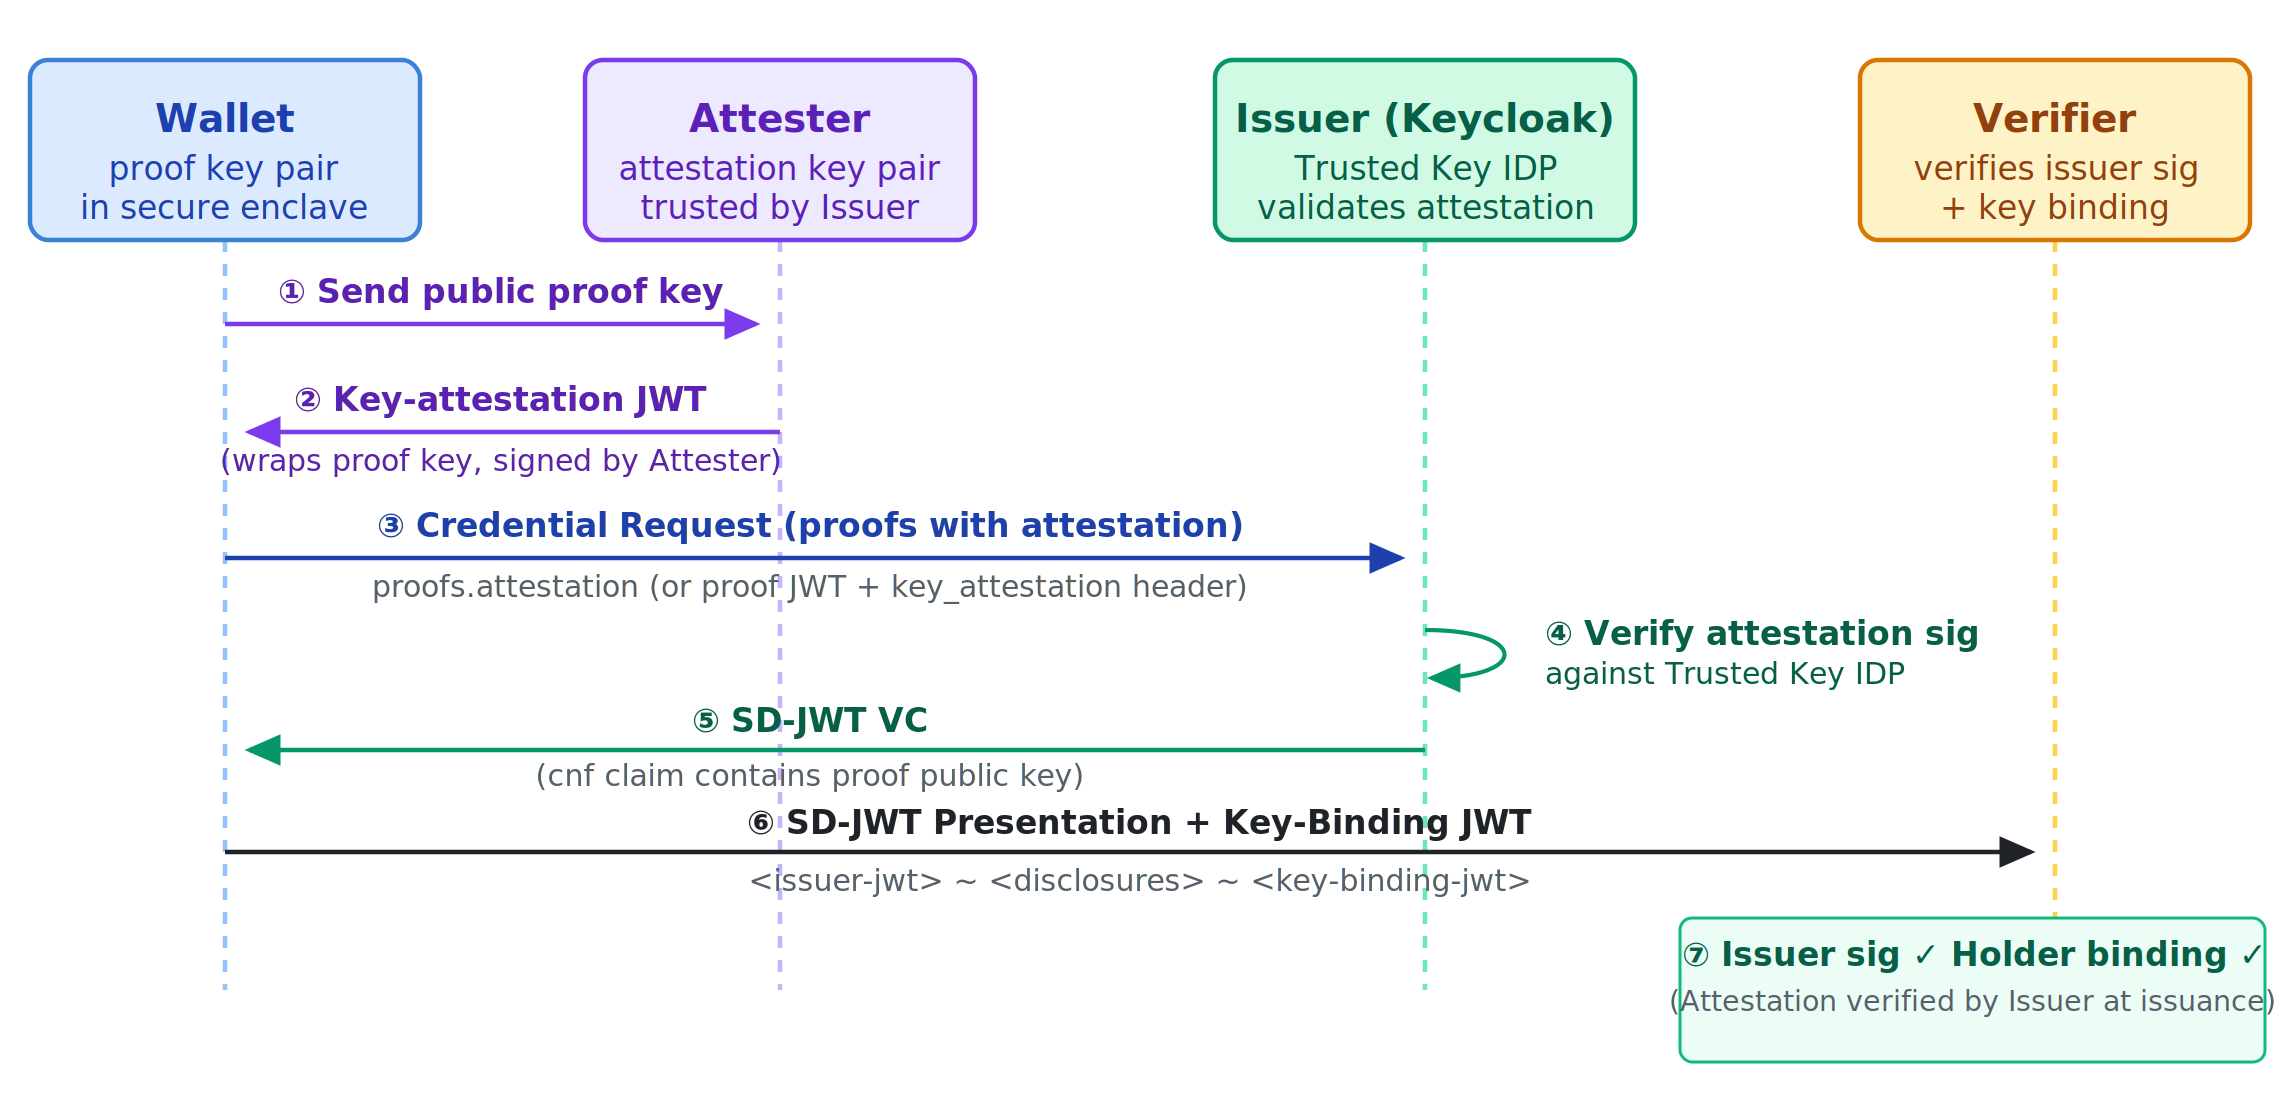 Wallet
proof key pair
in secure enclave
Attester
attestation key pair
trusted by Issuer
Issuer (Keycloak)
Trusted Key IDP
validates attestation
Verifier
verifies issuer sig
+ key binding
① Send public proof key
② Key-attestation JWT
(wraps proof key, signed by Attester)
③ Credential Request (proofs with attestation)
proofs.attestation (or proof JWT + key_attestation header)
④ Verify attestation sig
against Trusted Key IDP
⑤ SD-JWT VC
(cnf claim contains proof public key)
⑥ SD-JWT Presentation + Key-Binding JWT
<issuer-jwt> ~ <disclosures> ~ <key-binding-jwt>
⑦ Issuer sig ✓ Holder binding ✓
(Attestation verified by Issuer at issuance)